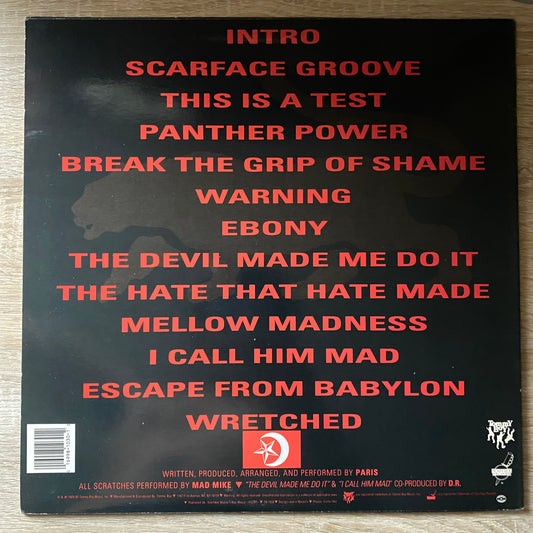 INTRO
SCARFACE GROOVE
THIS IS A TEST
PANTHER POWER
BREAK THE GRIP OF SHAME
WARNING
EBONY
THE DEVIL MADE ME DO IT
THE HATE THAT HATE MADE
MELLOW MADNESS
I CALL HIM MAD
ESCAPE FROM BABYLON
WRETCHED
WRITTEN, PRODUCED, ARRANGED, AND PERFORMED BY PARIS
ALL SCRATCHES PERFORMED BY MAD MIKE ▼ "THE DEVIL MADE ME DO IT" & "I CALL HIM MAD" CO-PRODUCED BY D.R.
TOMMY BOY